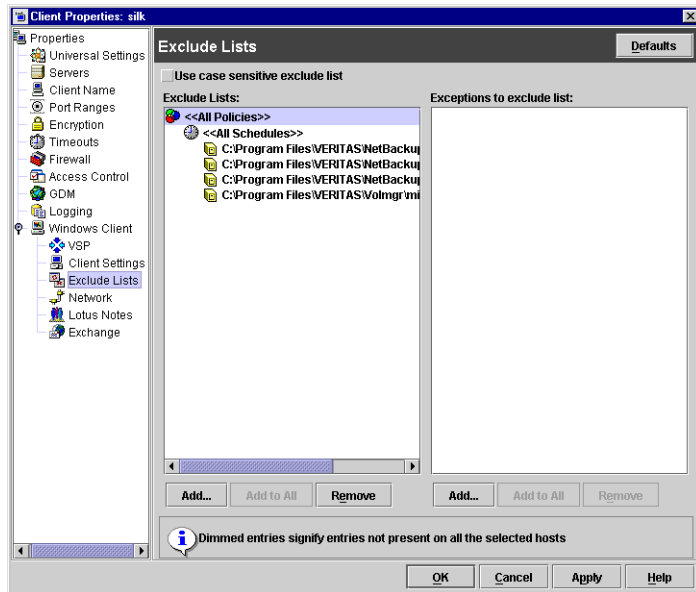 Client Properties: silk
Properties
Universal Settings
Servers
Client Name
Port Ranges
Encryption
Timeouts
Firewall
Access Control
GDM
Logging
Windows Client
VSP
Client Settings
Exclude Lists
Network
Lotus Notes
Exchange
Exclude Lists
Defaults
Use case sensitive exclude list
Exclude Lists:
<<All Policies>>
<<All Schedules>>
C:\Program Files\VERITAS\NetBackup
C:\Program Files\VERITAS\NetBackup
C:\Program Files\VERITAS\NetBackup
C:\Program Files\VERITAS\Volmgr\mi
Add...
Add to All
Remove
Exceptions to exclude list:
Add...
Add to All
Remove
Dimmed entries signify entries not present on all the selected hosts
OK
Cancel
Apply
Help